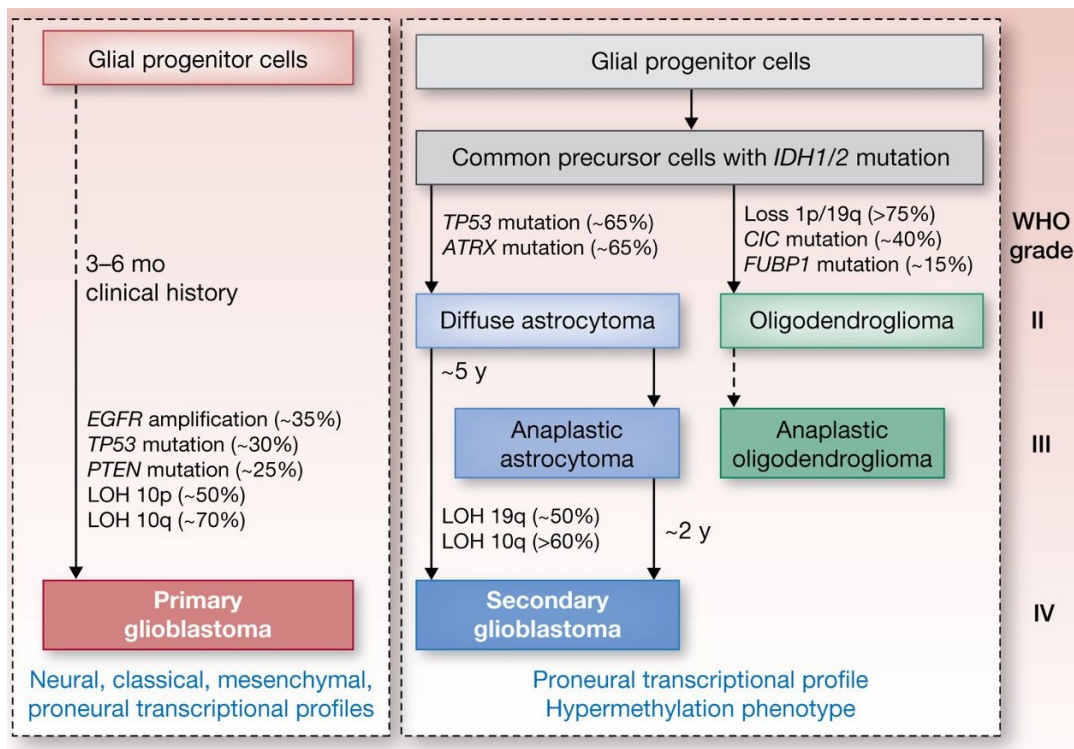 Glial progenitor cells
3–6 mo
clinical history
EGFR amplification (~35%)
TP53 mutation (~30%)
PTEN mutation (~25%)
LOH 10p (~50%)
LOH 10q (~70%)
Primary
glioblastoma
Neural, classical, mesenchymal,
proneural transcriptional profiles
Glial progenitor cells
Common precursor cells with IDH1/2 mutation
TP53 mutation (~65%)
ATRX mutation (~65%)
Loss 1p/19q (>75%)
CIC mutation (~40%)
FUBP1 mutation (~15%)
Diffuse astrocytoma
Oligodendroglioma
~5 y
Anaplastic
astrocytoma
Anaplastic
oligodendroglioma
LOH 19q (~50%)
LOH 10q (>60%)
~2 y
Secondary
glioblastoma
Proneural transcriptional profile
Hypermethylation phenotype
WHO
grade
II
III
IV